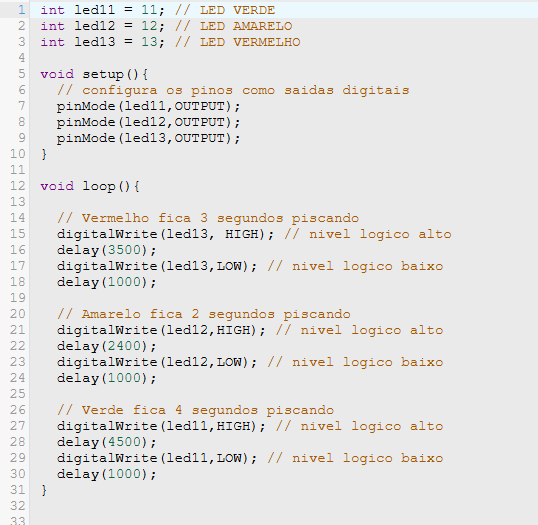 1 int led11 = 11; // LED VERDE
2 int led12 = 12; // LED AMARELO
3 int led13 = 13; // LED VERMELHO
4
5 void setup(){
6   // configura os pinos como saidas digitais
7   pinMode(led11,OUTPUT);
8   pinMode(led12,OUTPUT);
9   pinMode(led13,OUTPUT);
10 }
11
12 void loop(){
13
14   // Vermelho fica 3 segundos piscando
15   digitalWrite(led13, HIGH); // nivel logico alto
16   delay(3500);
17   digitalWrite(led13,LOW); // nivel logico baixo
18   delay(1000);
19
20   // Amarelo fica 2 segundos piscando
21   digitalWrite(led12,HIGH); // nivel logico alto
22   delay(2400);
23   digitalWrite(led12,LOW); // nivel logico baixo
24   delay(1000);
25
26   // Verde fica 4 segundos piscando
27   digitalWrite(led11,HIGH); // nivel logico alto
28   delay(4500);
29   digitalWrite(led11,LOW); // nivel logico baixo
30   delay(1000);
31 }
32
33